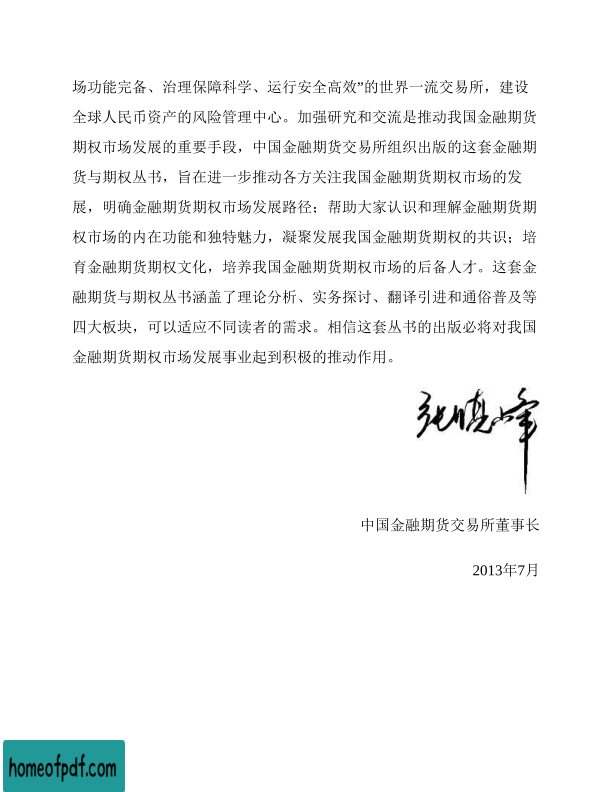 场功能完备、治理保障科学、运行安全高效”的世界一流交易所，建设
全球人民币资产的风险管理中心。加强研究和交流是推动我国金融期货
期权市场发展的重要手段，中国金融期货交易所组织出版的这套金融期
货与期权丛书，旨在进一步推动各方关注我国金融期货期权市场的发
展，明确金融期货期权市场发展路径；帮助大家认识和理解金融期货期
权市场的内在功能和独特魅力，凝聚发展我国金融期货期权的共识；培
育金融期货期权文化，培养我国金融期货期权市场的后备人才。这套金
融期货与期权丛书涵盖了理论分析、实务探讨、翻译引进和通俗普及等
四大板块，可以适应不同读者的需求。相信这套丛书的出版必将对我国
金融期货期权市场发展事业起到积极的推动作用。
张晓峰
中国金融期货交易所董事长
2013年7月
homeofpdf.com